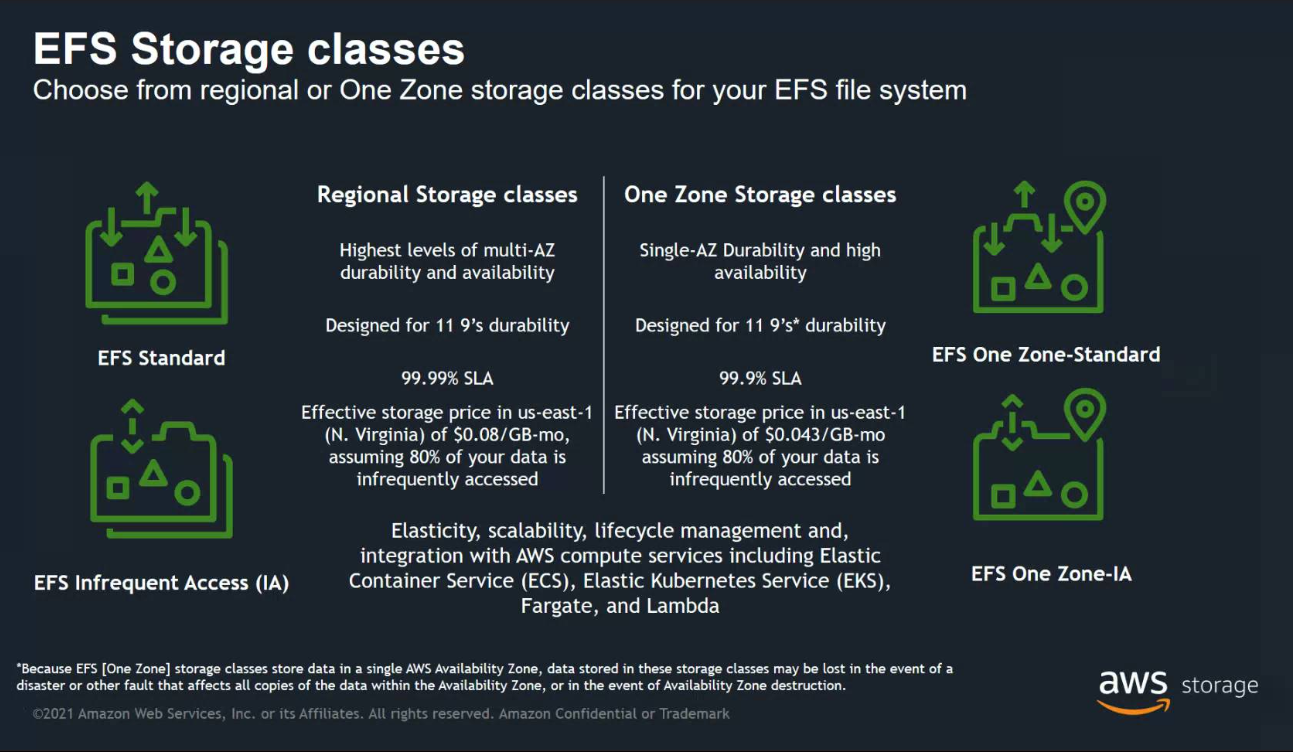 EFS Storage classes
Choose from regional or One Zone storage classes for your EFS file system
EFS Standard
EFS Infrequent Access (IA)
Regional Storage classes
Highest levels of multi-AZ
durability and availability
Designed for 11 9's durability
99.99% SLA
Effective storage price in us-east-1
(N. Virginia) of $0.08/GB-mo,
assuming 80% of your data is
infrequently accessed
One Zone Storage classes
Single-AZ Durability and high
availability
Designed for 11 9's* durability
99.9% SLA
Effective storage price in us-east-1
(N. Virginia) of $0.043/GB-mo
assuming 80% of your data is
infrequently accessed
EFS One Zone-Standard
EFS One Zone-IA
Elasticity, scalability, lifecycle management and,
integration with AWS compute services including Elastic
Container Service (ECS), Elastic Kubernetes Service (EKS),
Fargate, and Lambda
*Because EFS [One Zone] storage classes store data in a single AWS Availability Zone, data stored in these storage classes may be lost in the event of a
disaster or other fault that affects all copies of the data within the Availability Zone, or in the event of Availability Zone destruction.
©2021 Amazon Web Services, Inc. or its Affiliates. All rights reserved. Amazon Confidential or Trademark
aws storage